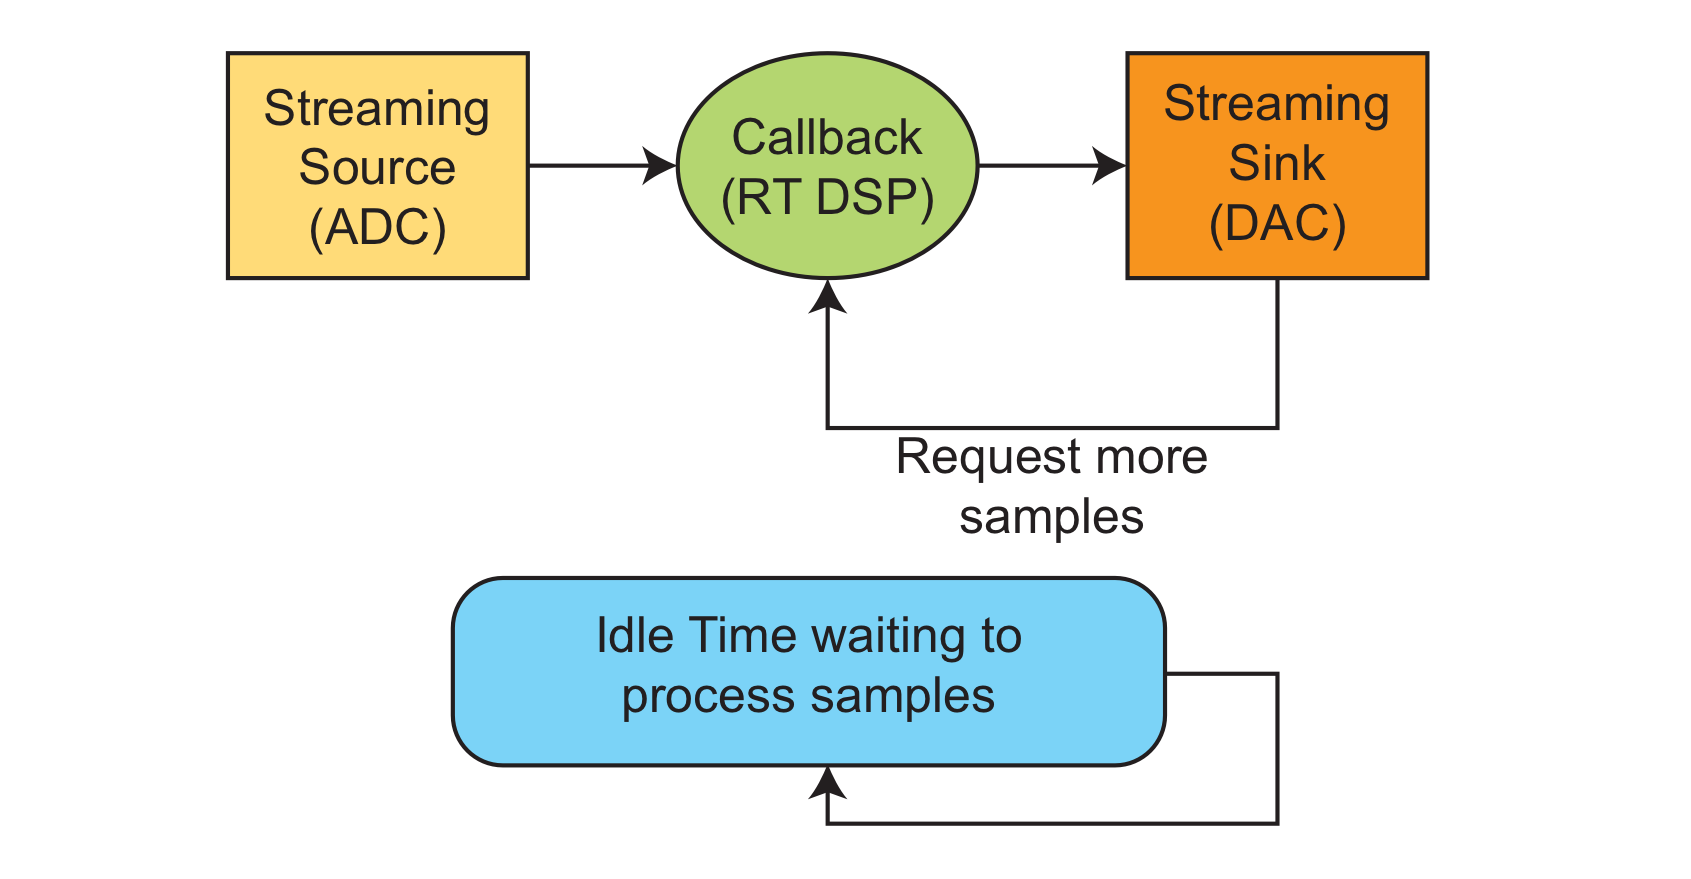 Streaming
Source
(ADC)
Callback
(RT DSP)
Streaming
Sink
(DAC)
Request more
samples
Idle Time waiting to
process samples